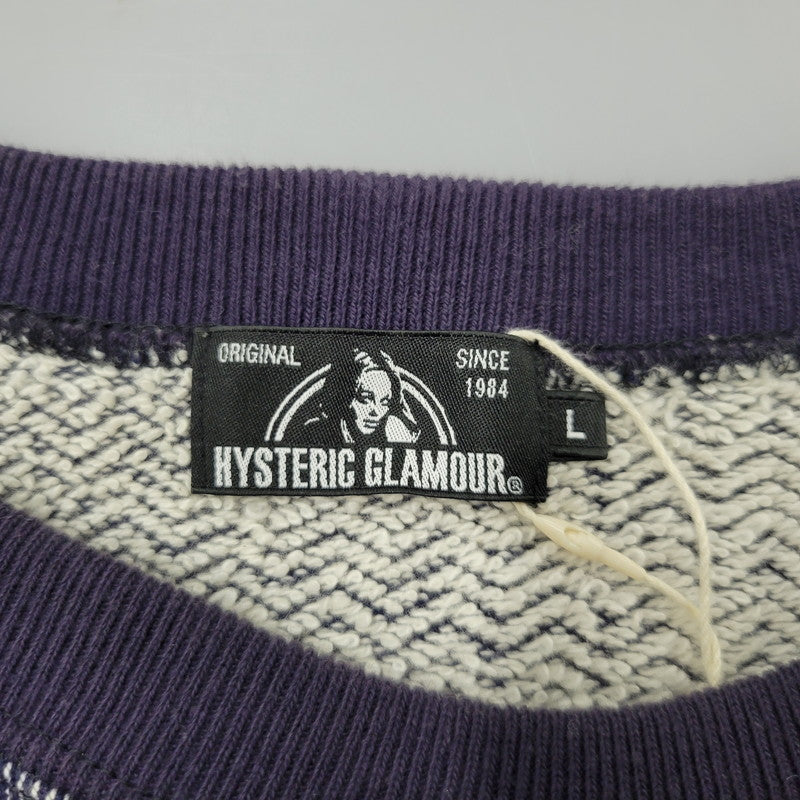 ORIGINAL
SINCE
1984
HYSTERIC GLAMOUR®
L